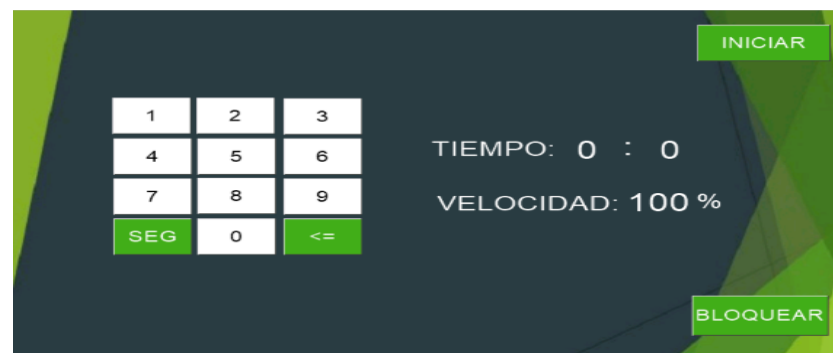 INICIAR
1 2 3
4 5 6
7 8 9
SEG 0 <=
TIEMPO: 0 : 0
VELOCIDAD: 100 %
BLOQUEAR